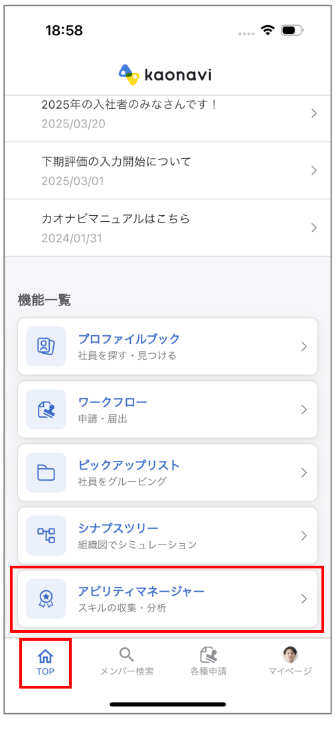 18:58
kaonavi
2025年の入社者のみなさんです！
2025/03/20
下期評価の入力開始について
2025/03/01
カオナビマニュアルはこちら
2024/01/31
機能一覧
プロファイルブック
社員を探す・見つける
ワークフロー
申請・届出
ピックアップリスト
社員をグルーピング
シナプスツリー
組織図でシミュレーション
アビリティマネージャー
スキルの収集・分析
TOP
メンバー検索
各種申請
マイページ